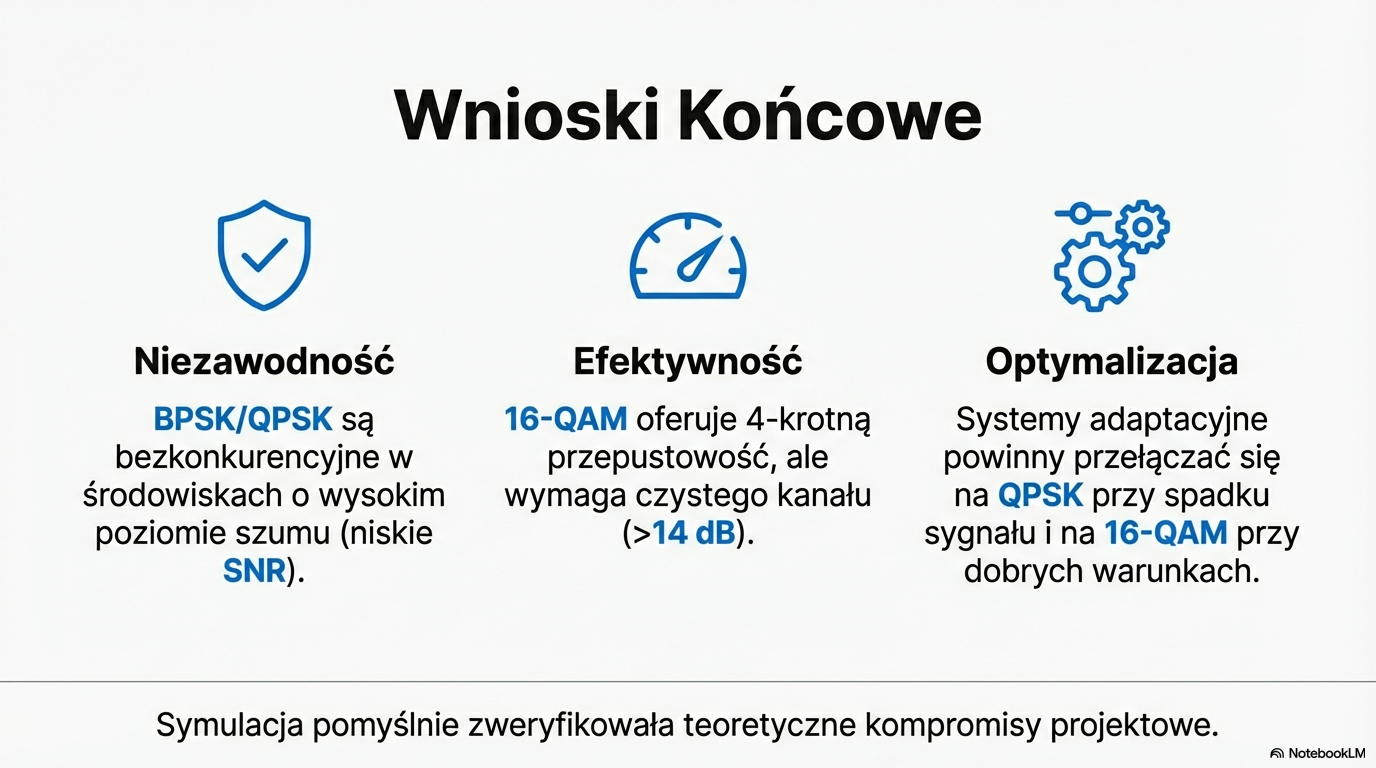 Wnioski Końcowe
Niezawodność
BPSK/QPSK są
bezkonkurencyjne w
środowiskach o wysokim
poziomie szumu (niskie
SNR).
Efektywność
16-QAM oferuje 4-krotną
przepustowość, ale
wymaga czystego kanału
(>14 dB).
Optymalizacja
Systemy adaptacyjne
powinny przełączać się
na QPSK przy spadku
sygnału i na 16-QAM przy
dobrych warunkach.
Symulacja pomyślnie zweryfikowała teoretyczne kompromisy projektowe.
NotebookLM